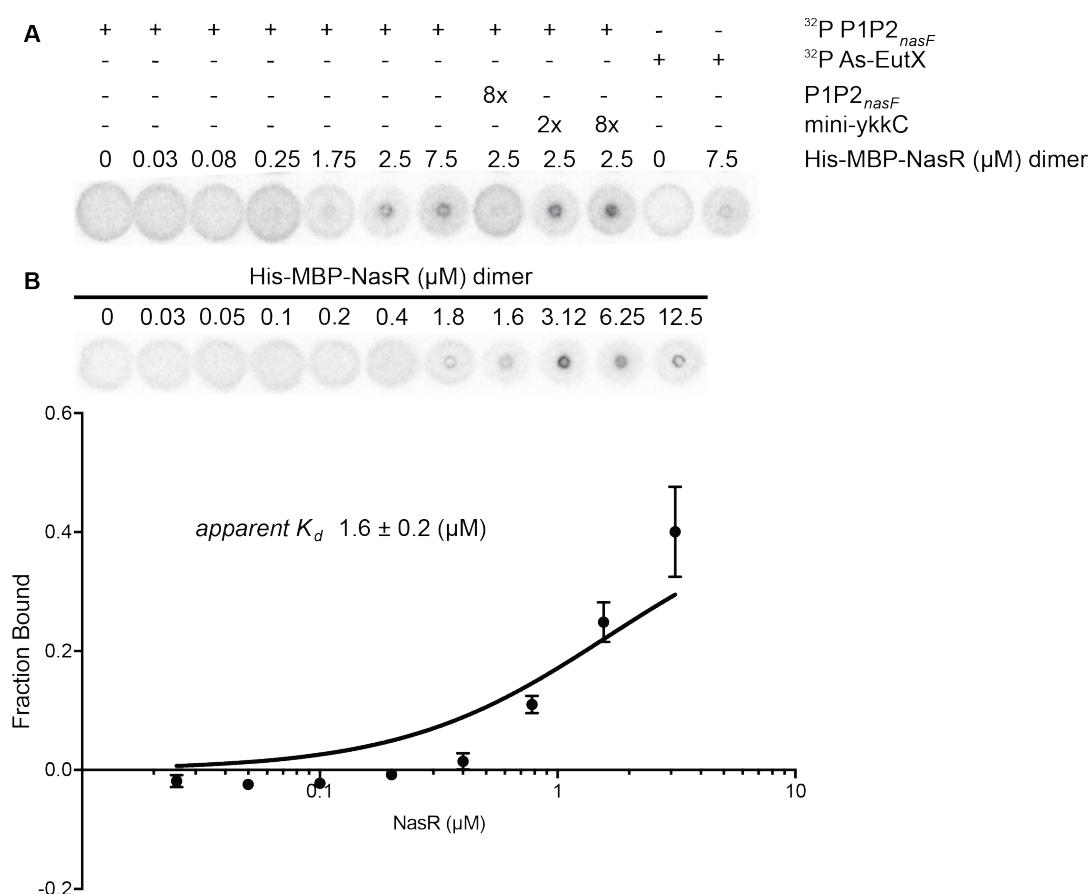 A + + + + + + + + + + - - ³²P P1P2nasF
- - - - - - - - - - + + ³²P As-EutX
- - - - - - - 8x - - - - P1P2nasF
- - - - - - - - 2x 8x - - mini-ykkC
0 0.03 0.08 0.25 1.75 2.5 7.5 2.5 2.5 2.5 0 7.5 His-MBP-NasR (µM) dimer
B
His-MBP-NasR (µM) dimer
0 0.03 0.05 0.1 0.2 0.4 1.8 1.6 3.12 6.25 12.5
0.6
0.4
0.2
0.0
-0.2
Fraction Bound
apparent Kd 1.6 ± 0.2 (µM)
0.1 1 10
NasR (µM)